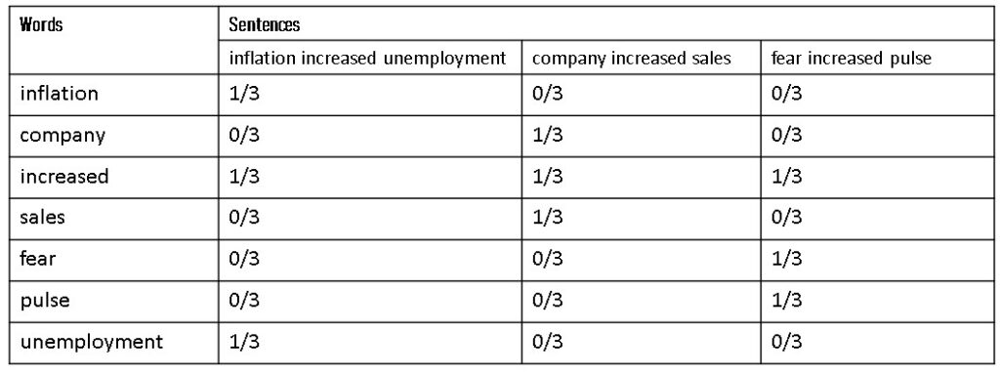 Words Sentences
inflation increased unemployment company increased sales fear increased pulse
inflation 1/3 0/3 0/3
company 0/3 1/3 0/3
increased 1/3 1/3 1/3
sales 0/3 1/3 0/3
fear 0/3 0/3 1/3
pulse 0/3 0/3 1/3
unemployment 1/3 0/3 0/3